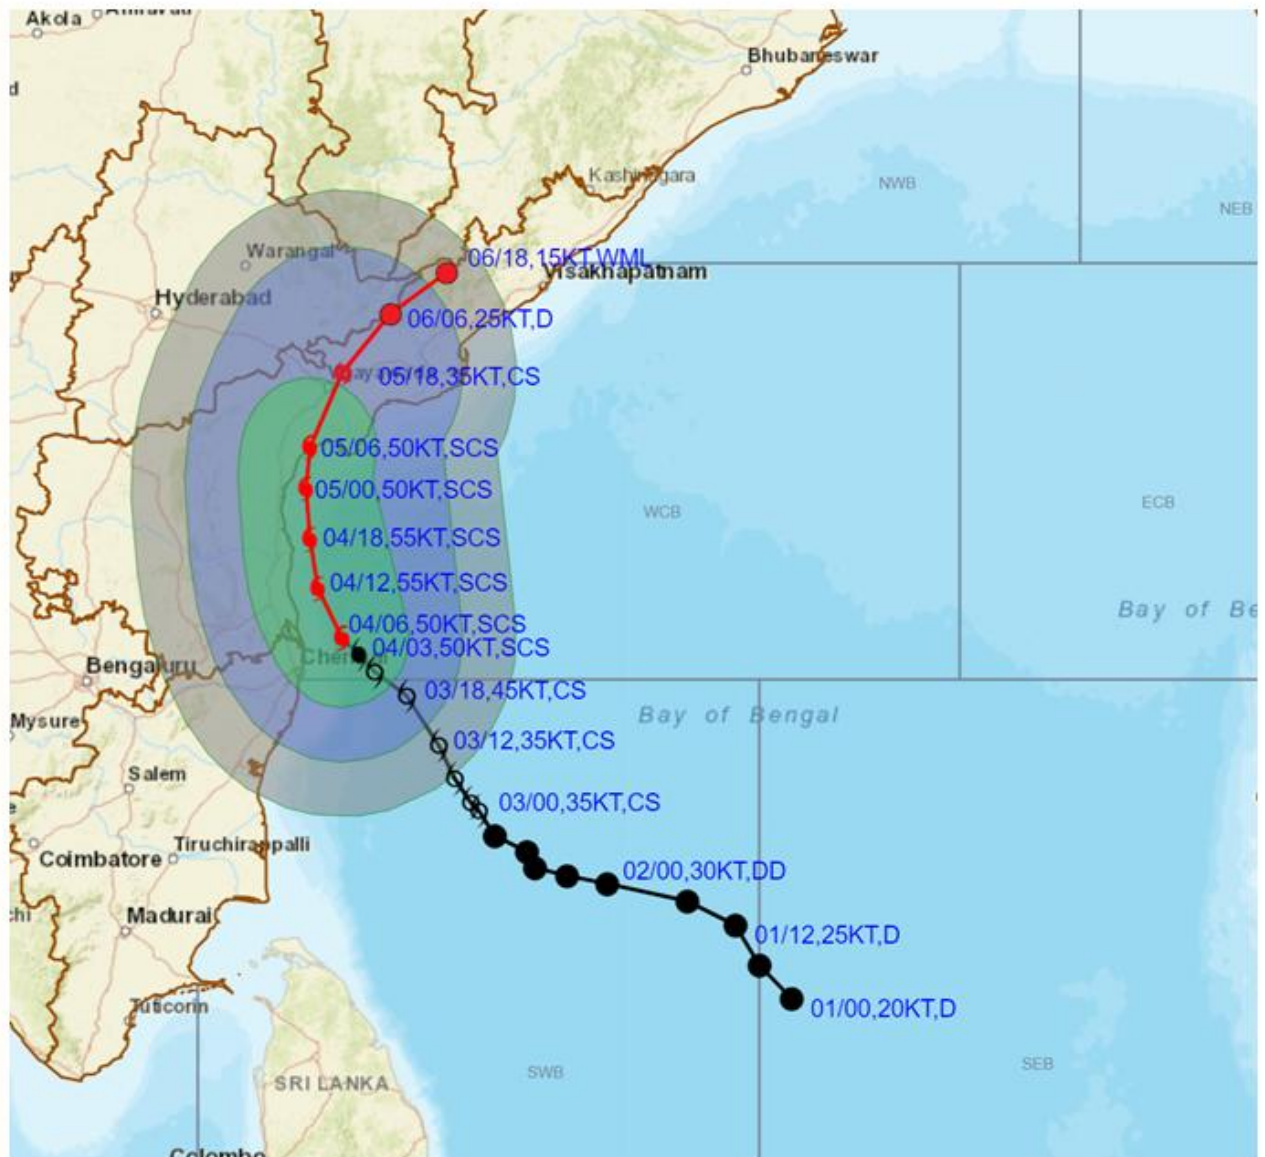 Akola
Bhubaneswar
Kashinagara
NWB
NEB
Warangal
06/18,15KT,WML
Visakhapatnam
Hyderabad
06/06,25KT,D
05/18,35KT,CS
05/06,50KT,SCS
05/00,50KT,SCS
WCB
ECB
04/18,55KT,SCS
04/12,55KT,SCS
Bay of Be
04/06,50KT,SCS
04/03,50KT,SCS
Bengaluru
03/18,45KT,CS
Bay of Bengal
Mysure
03/12,35KT,CS
Salem
03/00,35KT,CS
Tiruchirappalli
Coimbatore
02/00,30KT,DD
chi
Madurai
01/12,25KT,D
Tuticorin
01/00,20KT,D
SWB
SEB
SRI LANKA
Colombo